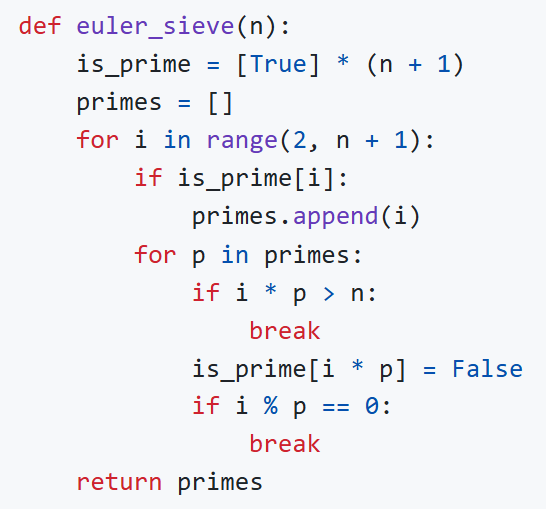 def euler_sieve(n):
    is_prime = [True] * (n + 1)
    primes = []
    for i in range(2, n + 1):
        if is_prime[i]:
            primes.append(i)
        for p in primes:
            if i * p > n:
                break
            is_prime[i * p] = False
            if i % p == 0:
                break
    return primes